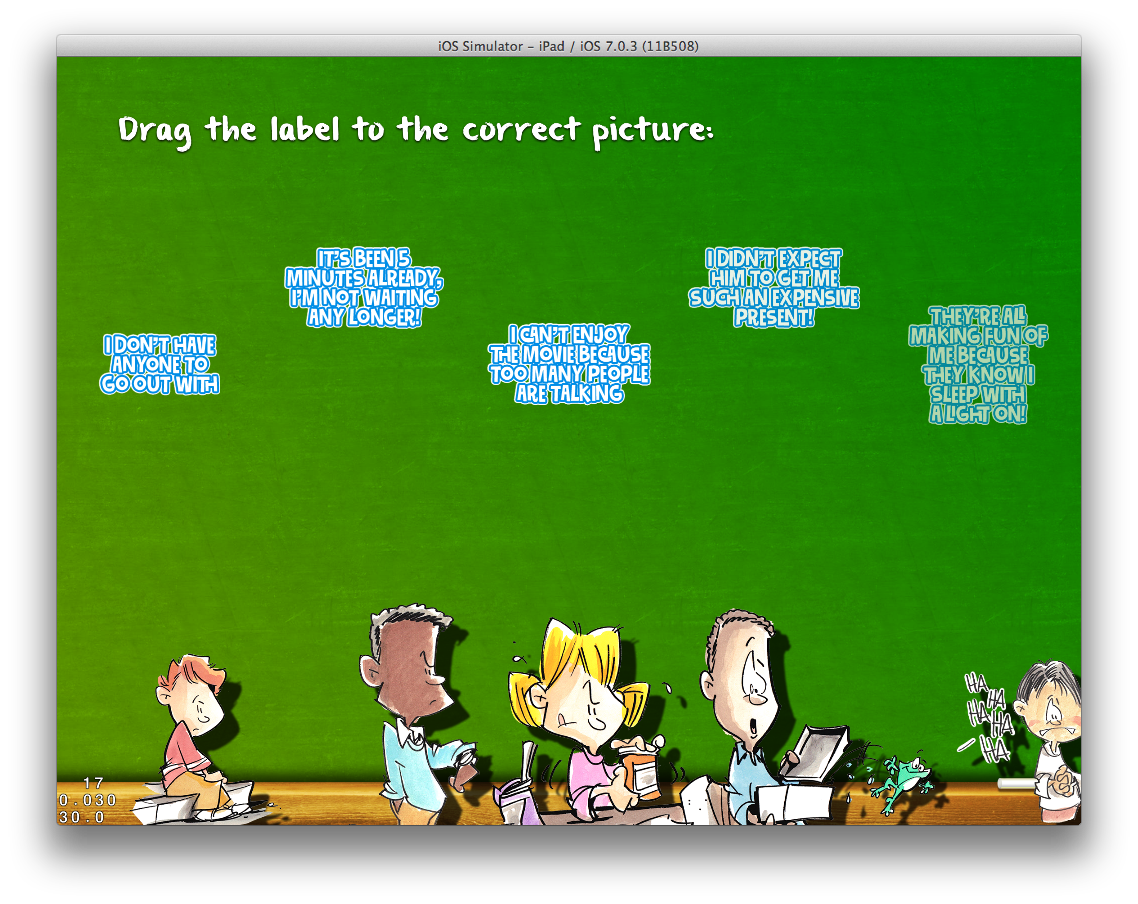 iOS Simulator – iPad / iOS 7.0.3 (11B508)
Drag the label to the correct picture:
I DON'T HAVE
ANYONE TO
GO OUT WITH
IT'S BEEN 5
MINUTES ALREADY,
I'M NOT WAITING
ANY LONGER!
I CAN'T ENJOY
THE MOVIE BECAUSE
TOO MANY PEOPLE
ARE TALKING
I DIDN'T EXPECT
HIM TO GET ME
SUCH AN EXPENSIVE
PRESENT!
THEY'RE ALL
MAKING FUN OF
ME BECAUSE
THEY KNOW I
SLEEP WITH
A LIGHT ON!
HA
HA
HA
HA
HA
17
0.030
30.0